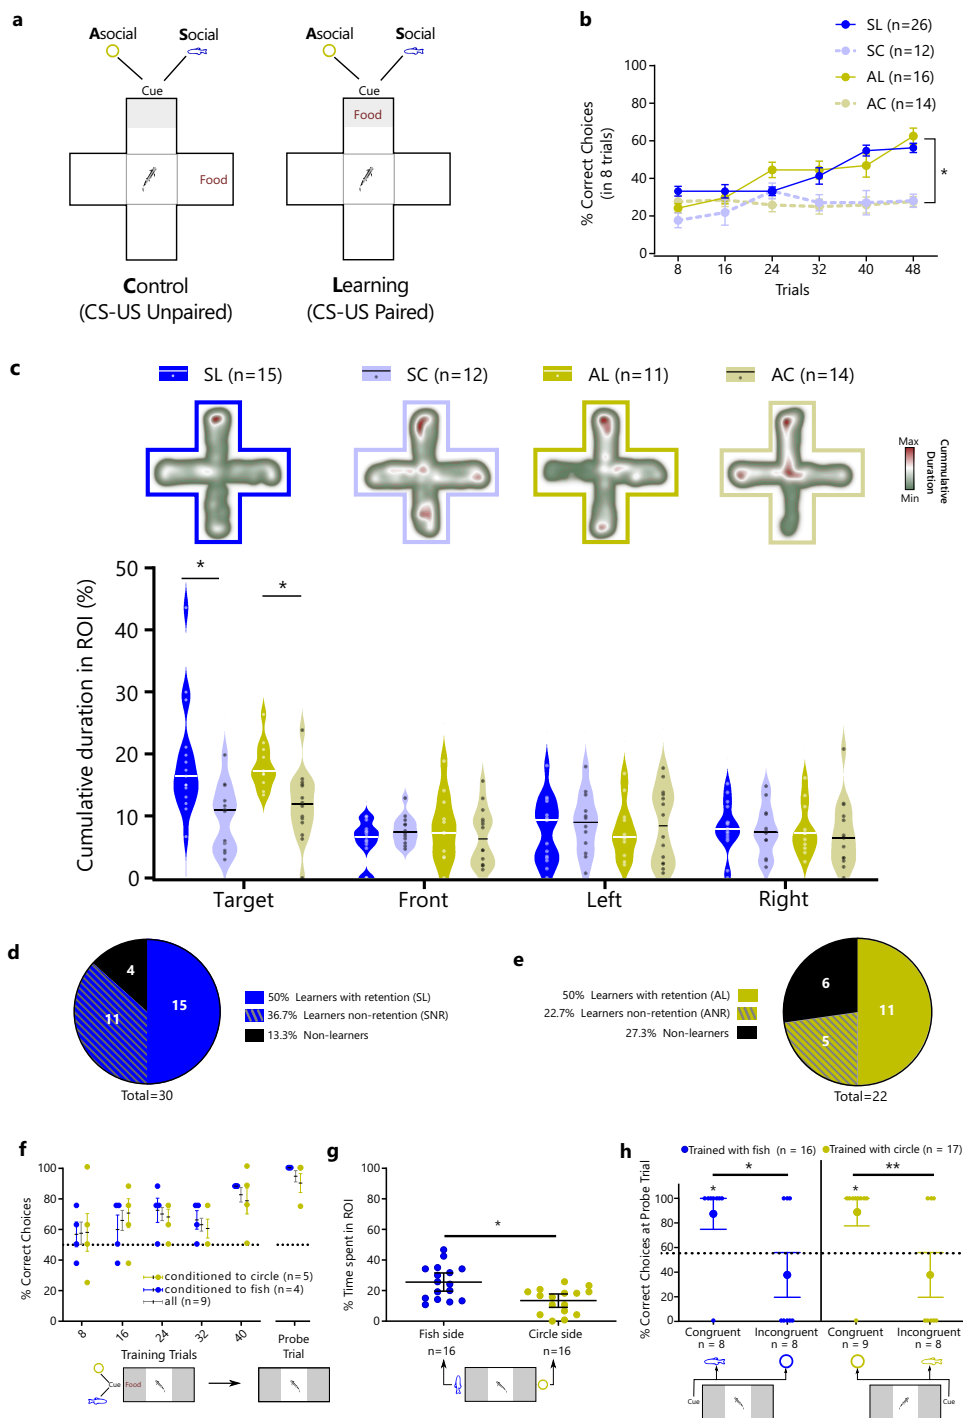 a
Asocial
Social
Cue
Food
Control
(CS-US Unpaired)
Asocial
Social
Cue
Food
Learning
(CS-US Paired)
b
SL (n=26)
SC (n=12)
AL (n=16)
AC (n=14)
% Correct Choices
(in 8 trials)
100
80
60
40
20
0
8 16 24 32 40 48
Trials
*
c
SL (n=15)
SC (n=12)
AL (n=11)
AC (n=14)
Max
Min
Cummulative
Duration
Cumulative duration in ROI (%)
50
40
30
20
10
0
* *
Target Front Left Right
d
4
15
11
Total=30
50% Learners with retention (SL)
36.7% Learners non-retention (SNR)
13.3% Non-learners
e
50% Learners with retention (AL)
22.7% Learners non-retention (ANR)
27.3% Non-learners
6
11
5
Total=22
f
% Correct Choices
100
80
60
40
20
0
conditioned to circle (n=5)
conditioned to fish (n=4)
all (n=9)
8 16 24 32 40
Training Trials
Probe
Trial
Cue
Food
g
% Time spent in ROI
100
80
60
40
20
0
*
Fish side
n=16
Circle side
n=16
h
Trained with fish (n = 16)
Trained with circle (n = 17)
% Correct Choices at Probe Trial
100
80
60
40
20
0
* **
* *
Congruent
n = 8
Incongruent
n = 8
Congruent
n = 9
Incongruent
n = 8
Cue
Cue